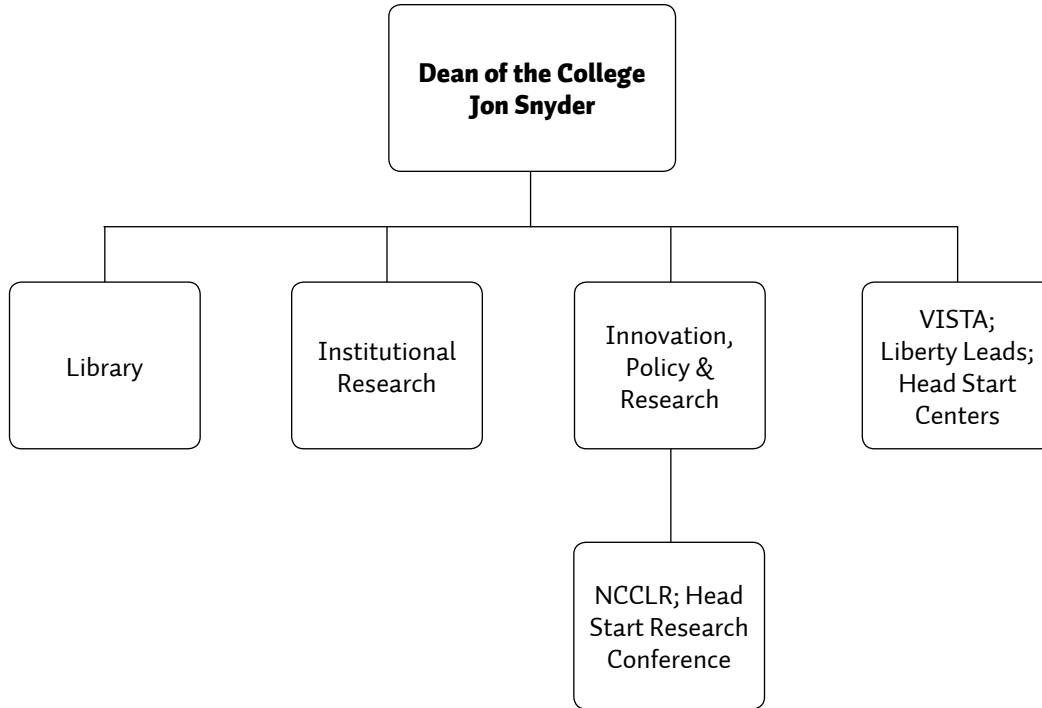 Dean of the College
Jon Snyder
Library
Institutional
Research
Innovation,
Policy &
Research
VISTA;
Liberty Leads;
Head Start
Centers
NCCLR; Head
Start Research
Conference